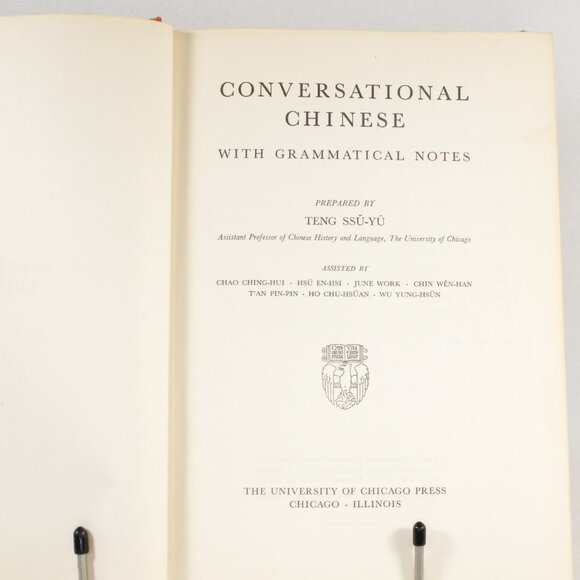 CONVERSATIONAL
CHINESE
WITH GRAMMATICAL NOTES
PREPARED BY
TENG SSŬ-YÜ
Assistant Professor of Chinese History and Language, The University of Chicago
ASSISTED BY
CHAO CHING-HUI · HSÜ EN-HSI · JUNE WORK · CHIN WÊN-HAN
T'AN PIN-PIN · HO CHU-HSÜAN · WU YUNG-HSÜN
THE UNIVERSITY OF CHICAGO PRESS
CHICAGO · ILLINOIS